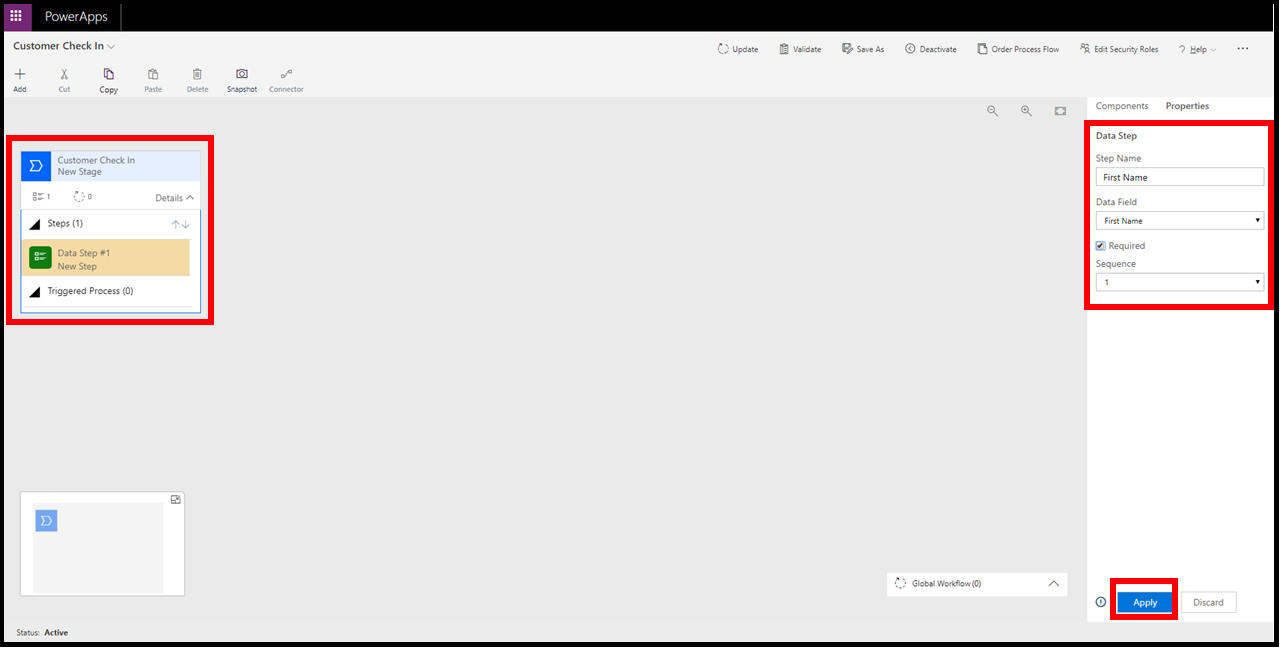 PowerApps
Customer Check In
Update
Validate
Save As
Deactivate
Order Process Flow
Edit Security Roles
? Help
...
Add
Cut
Copy
Paste
Delete
Snapshot
Connector
Components
Properties
Customer Check In
New Stage
1
0
Details
Steps (1)
Data Step #1
New Step
Triggered Process (0)
Data Step
Step Name
First Name
Data Field
First Name
Required
Sequence
1
Global Workflow (0)
Apply
Discard
Status: Active